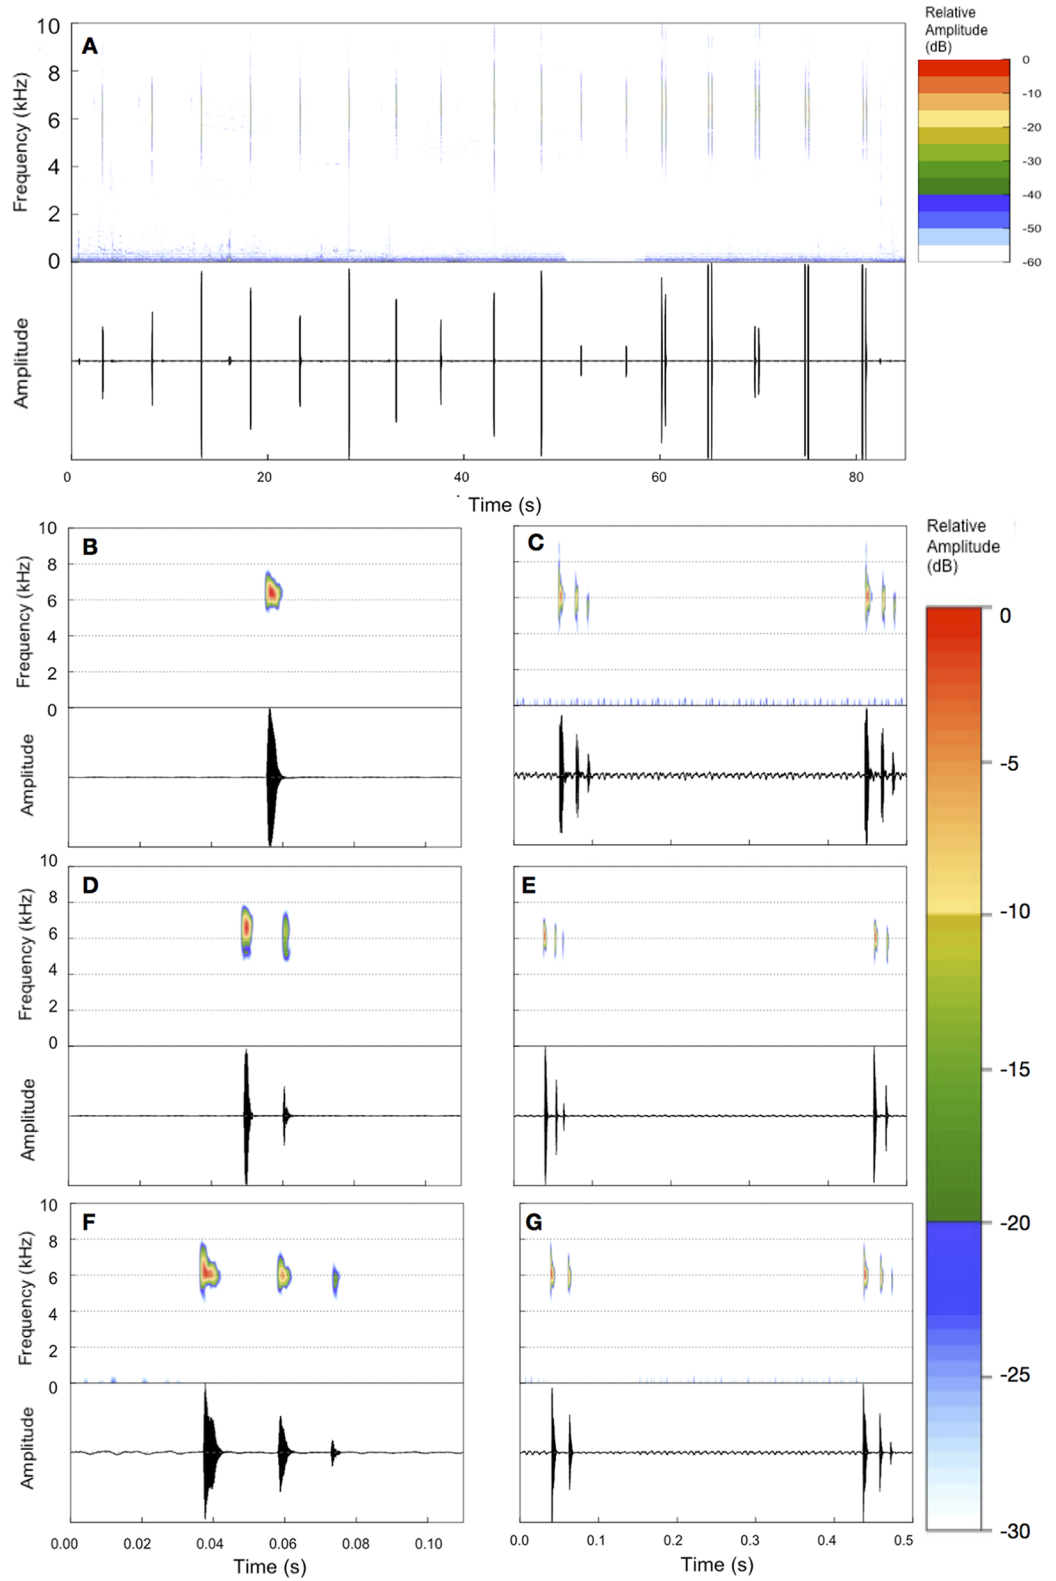 Relative
Amplitude
(dB)
A
10
8
6
4
2
0
Frequency (kHz)
0
-10
-20
-30
-40
-50
-60
Amplitude
0
20
40
60
80
Time (s)
B
10
8
6
4
2
0
Frequency (kHz)
Amplitude
C
Relative
Amplitude
(dB)
0
-5
-10
-15
-20
-25
-30
D
10
8
6
4
2
0
Frequency (kHz)
Amplitude
E
F
10
8
6
4
2
0
Frequency (kHz)
Amplitude
G
0.00
0.02
0.04
0.06
0.08
0.10
Time (s)
0.0
0.1
0.2
0.3
0.4
0.5
Time (s)